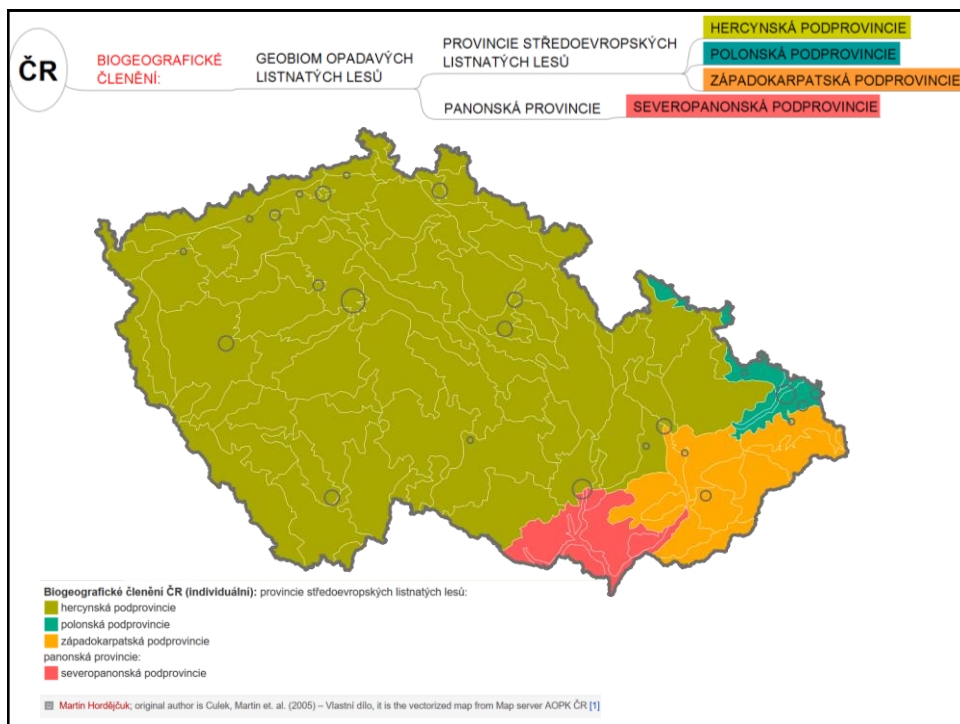 ČR
BIOGEOGRAFICKÉ
ČLENĚNÍ:
GEOBIOM OPADAVÝCH
LISTNATÝCH LESŮ
PROVINCIE STŘEDOEVROPSKÝCH
LISTNATÝCH LESŮ
HERCYNSKÁ PODPROVINCIE
POLONSKÁ PODPROVINCIE
ZÁPADOKARPATSKÁ PODPROVINCIE
PANONSKÁ PROVINCIE
SEVEROPANONSKÁ PODPROVINCIE
Biogeografické členění ČR (individuální): provincie středoevropských listnatých lesů:
hercynská podprovincie
polonská podprovincie
západokarpatská podprovincie
panonská provincie:
severopanonská podprovincie
Martin Hordějčuk; original author is Culek, Martin et. al. (2005) – Vlastní dílo, it is the vectorized map from Map server AOPK ČR [1]